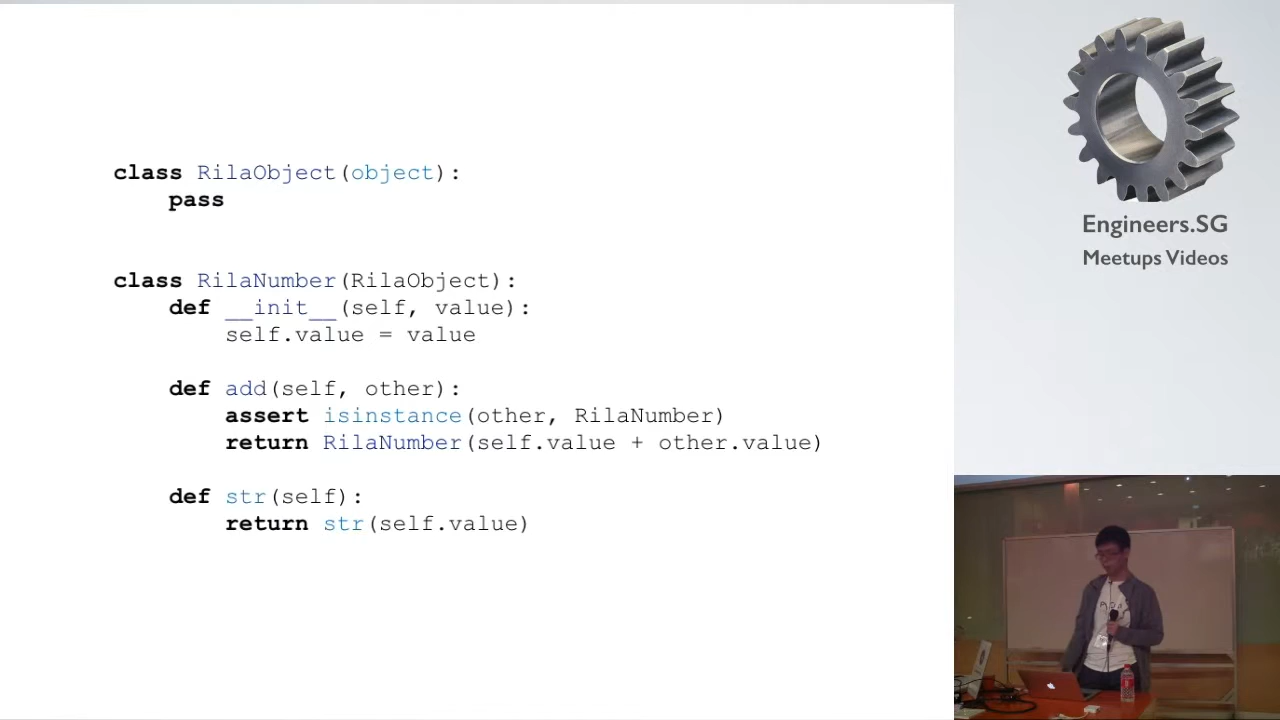 class RilaObject(object):
    pass
class RilaNumber(RilaObject):
    def __init__(self, value):
        self.value = value
    def add(self, other):
        assert isinstance(other, RilaNumber)
        return RilaNumber(self.value + other.value)
    def str(self):
        return str(self.value)
Engineers.SG
Meetups Videos